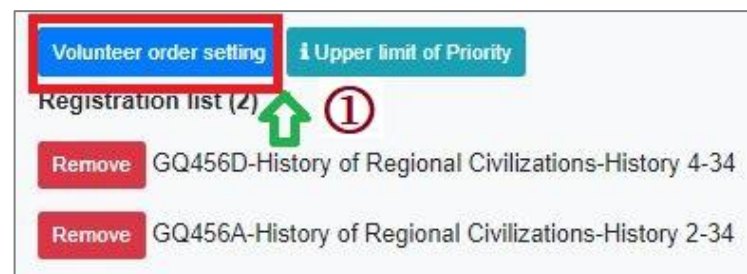 Volunteer order setting i Upper limit of Priority
Registration list (2)
①
Remove GQ456D-History of Regional Civilizations-History 4-34
Remove GQ456A-History of Regional Civilizations-History 2-34